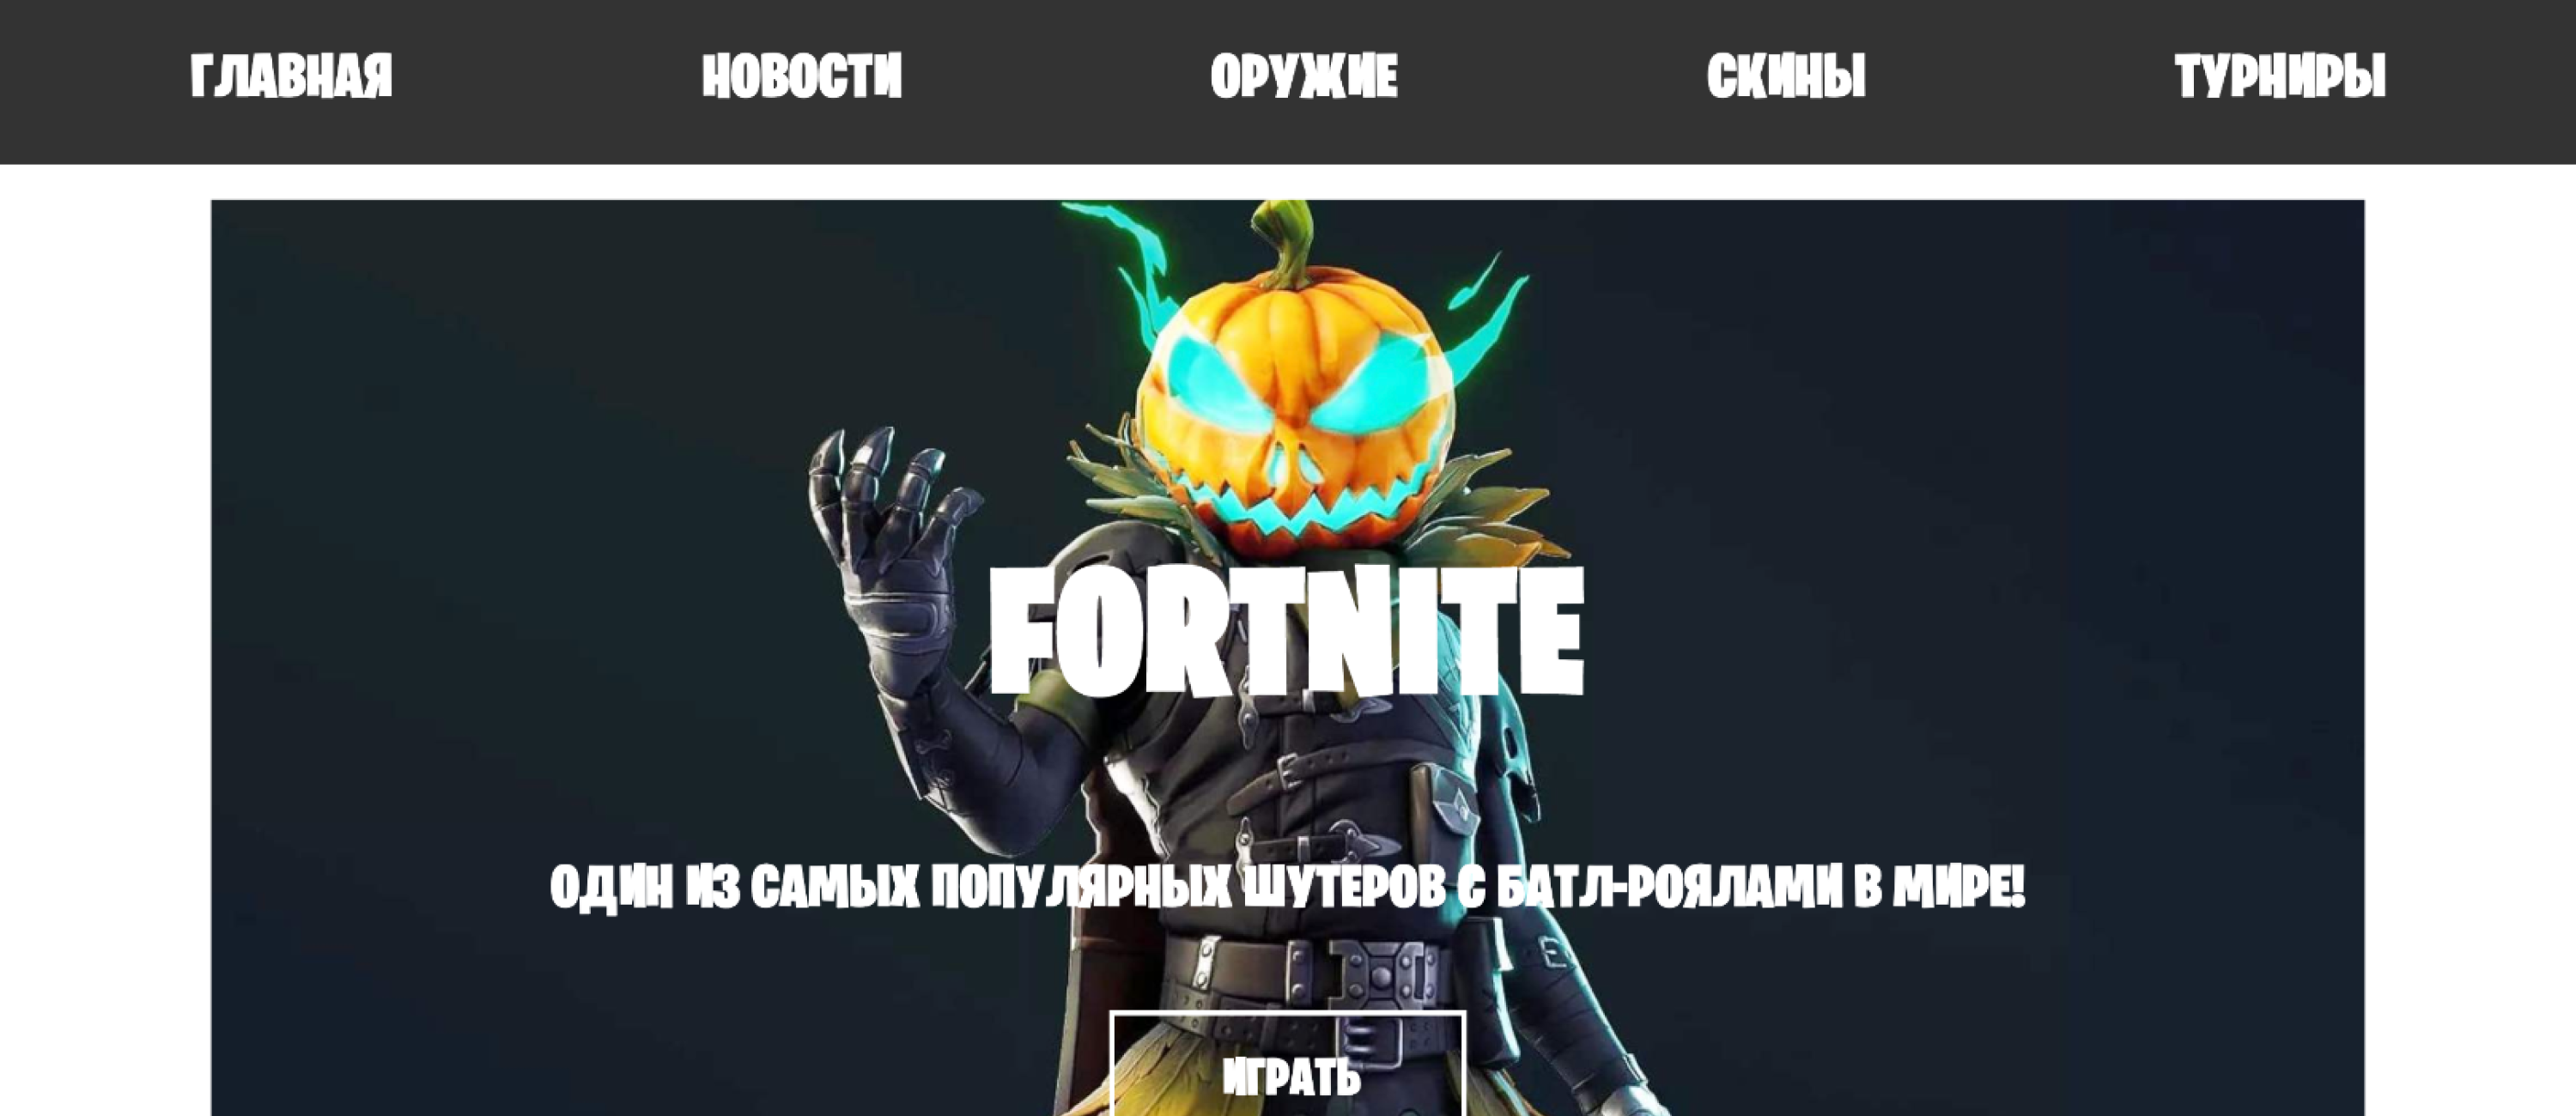 ГЛАВНАЯ НОВОСТИ ОРУЖИЕ СКИНЫ ТУРНИРЫ
FORTNITE
ОДИН ИЗ САМЫХ ПОПУЛЯРНЫХ ШУТЕРОВ С БАТЛ-РОЯЛАМИ В МИРЕ!
ИГРАТЬ